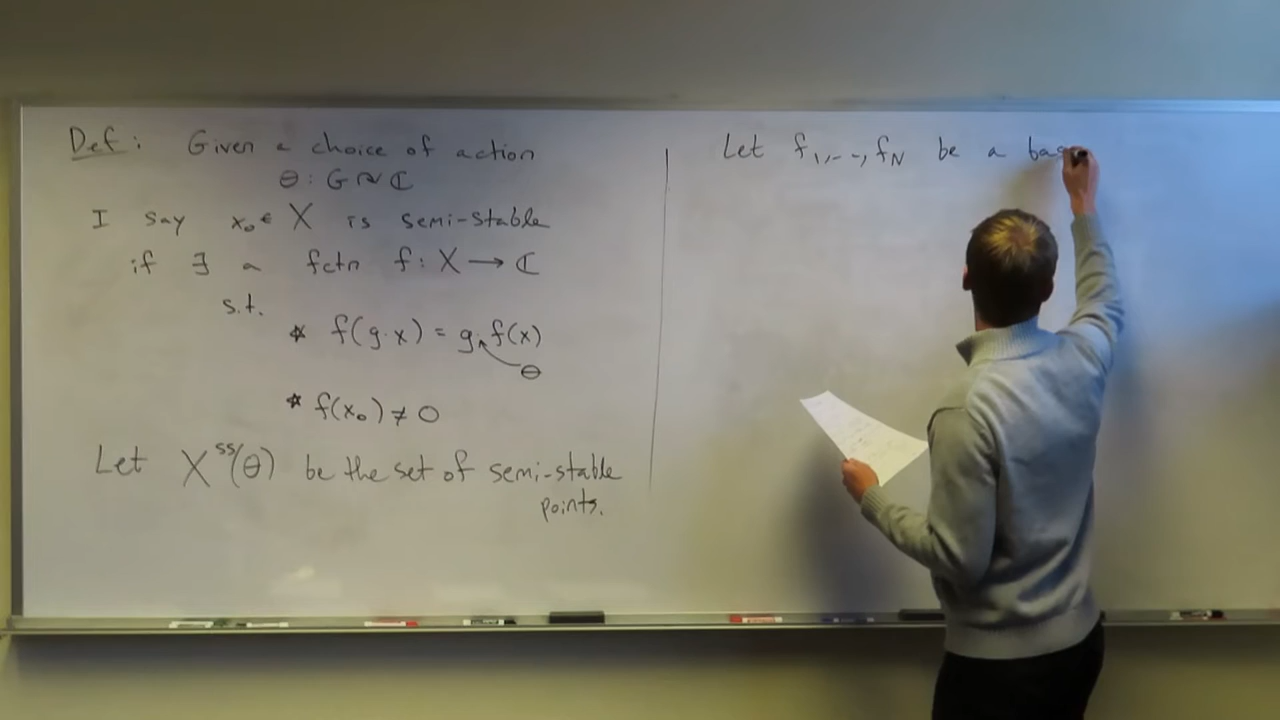 Def: Given a choice of action
θ: G ↷ ℂ
I say x₀ ∈ X is semi-stable
if ∃ a fctn f: X → ℂ
s.t.
* f(g·x) = g·f(x)
θ
* f(x₀) ≠ 0
Let X^ss(θ) be the set of semi-stable
points.
Let f₁,--,f_N be a bas